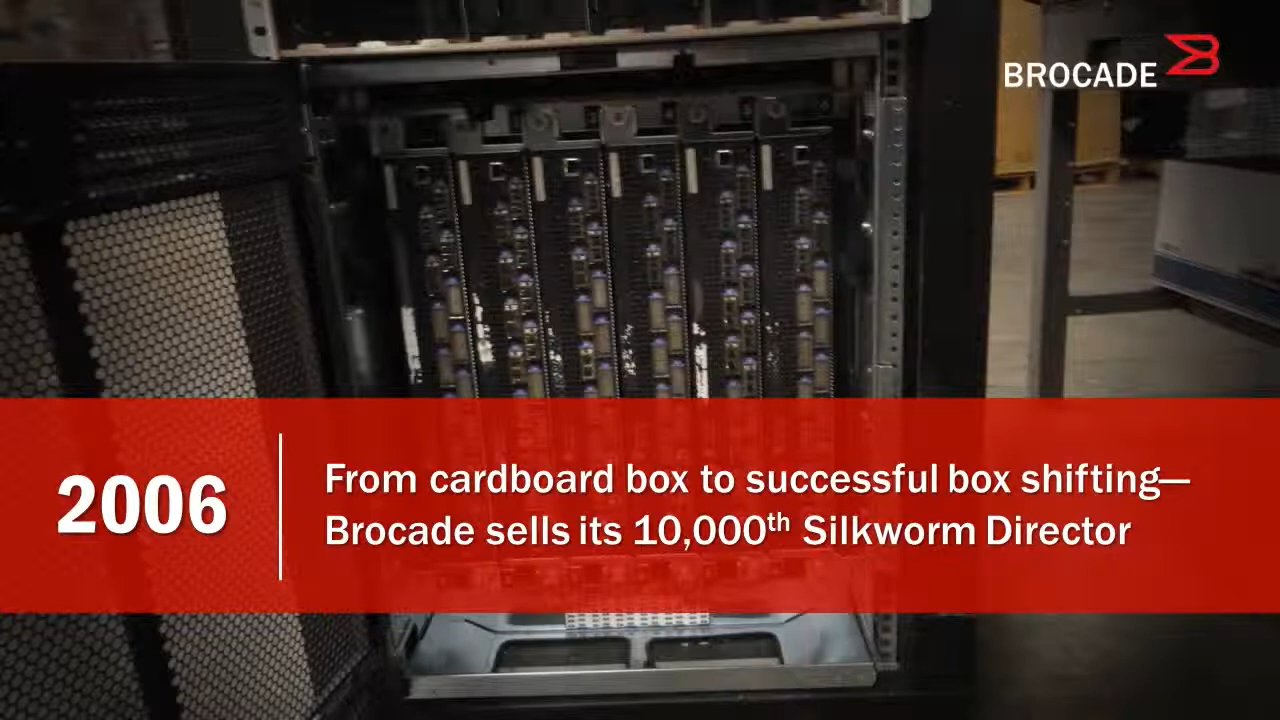 BROCADE
2006
From cardboard box to successful box shifting—
Brocade sells its 10,000th Silkworm Director